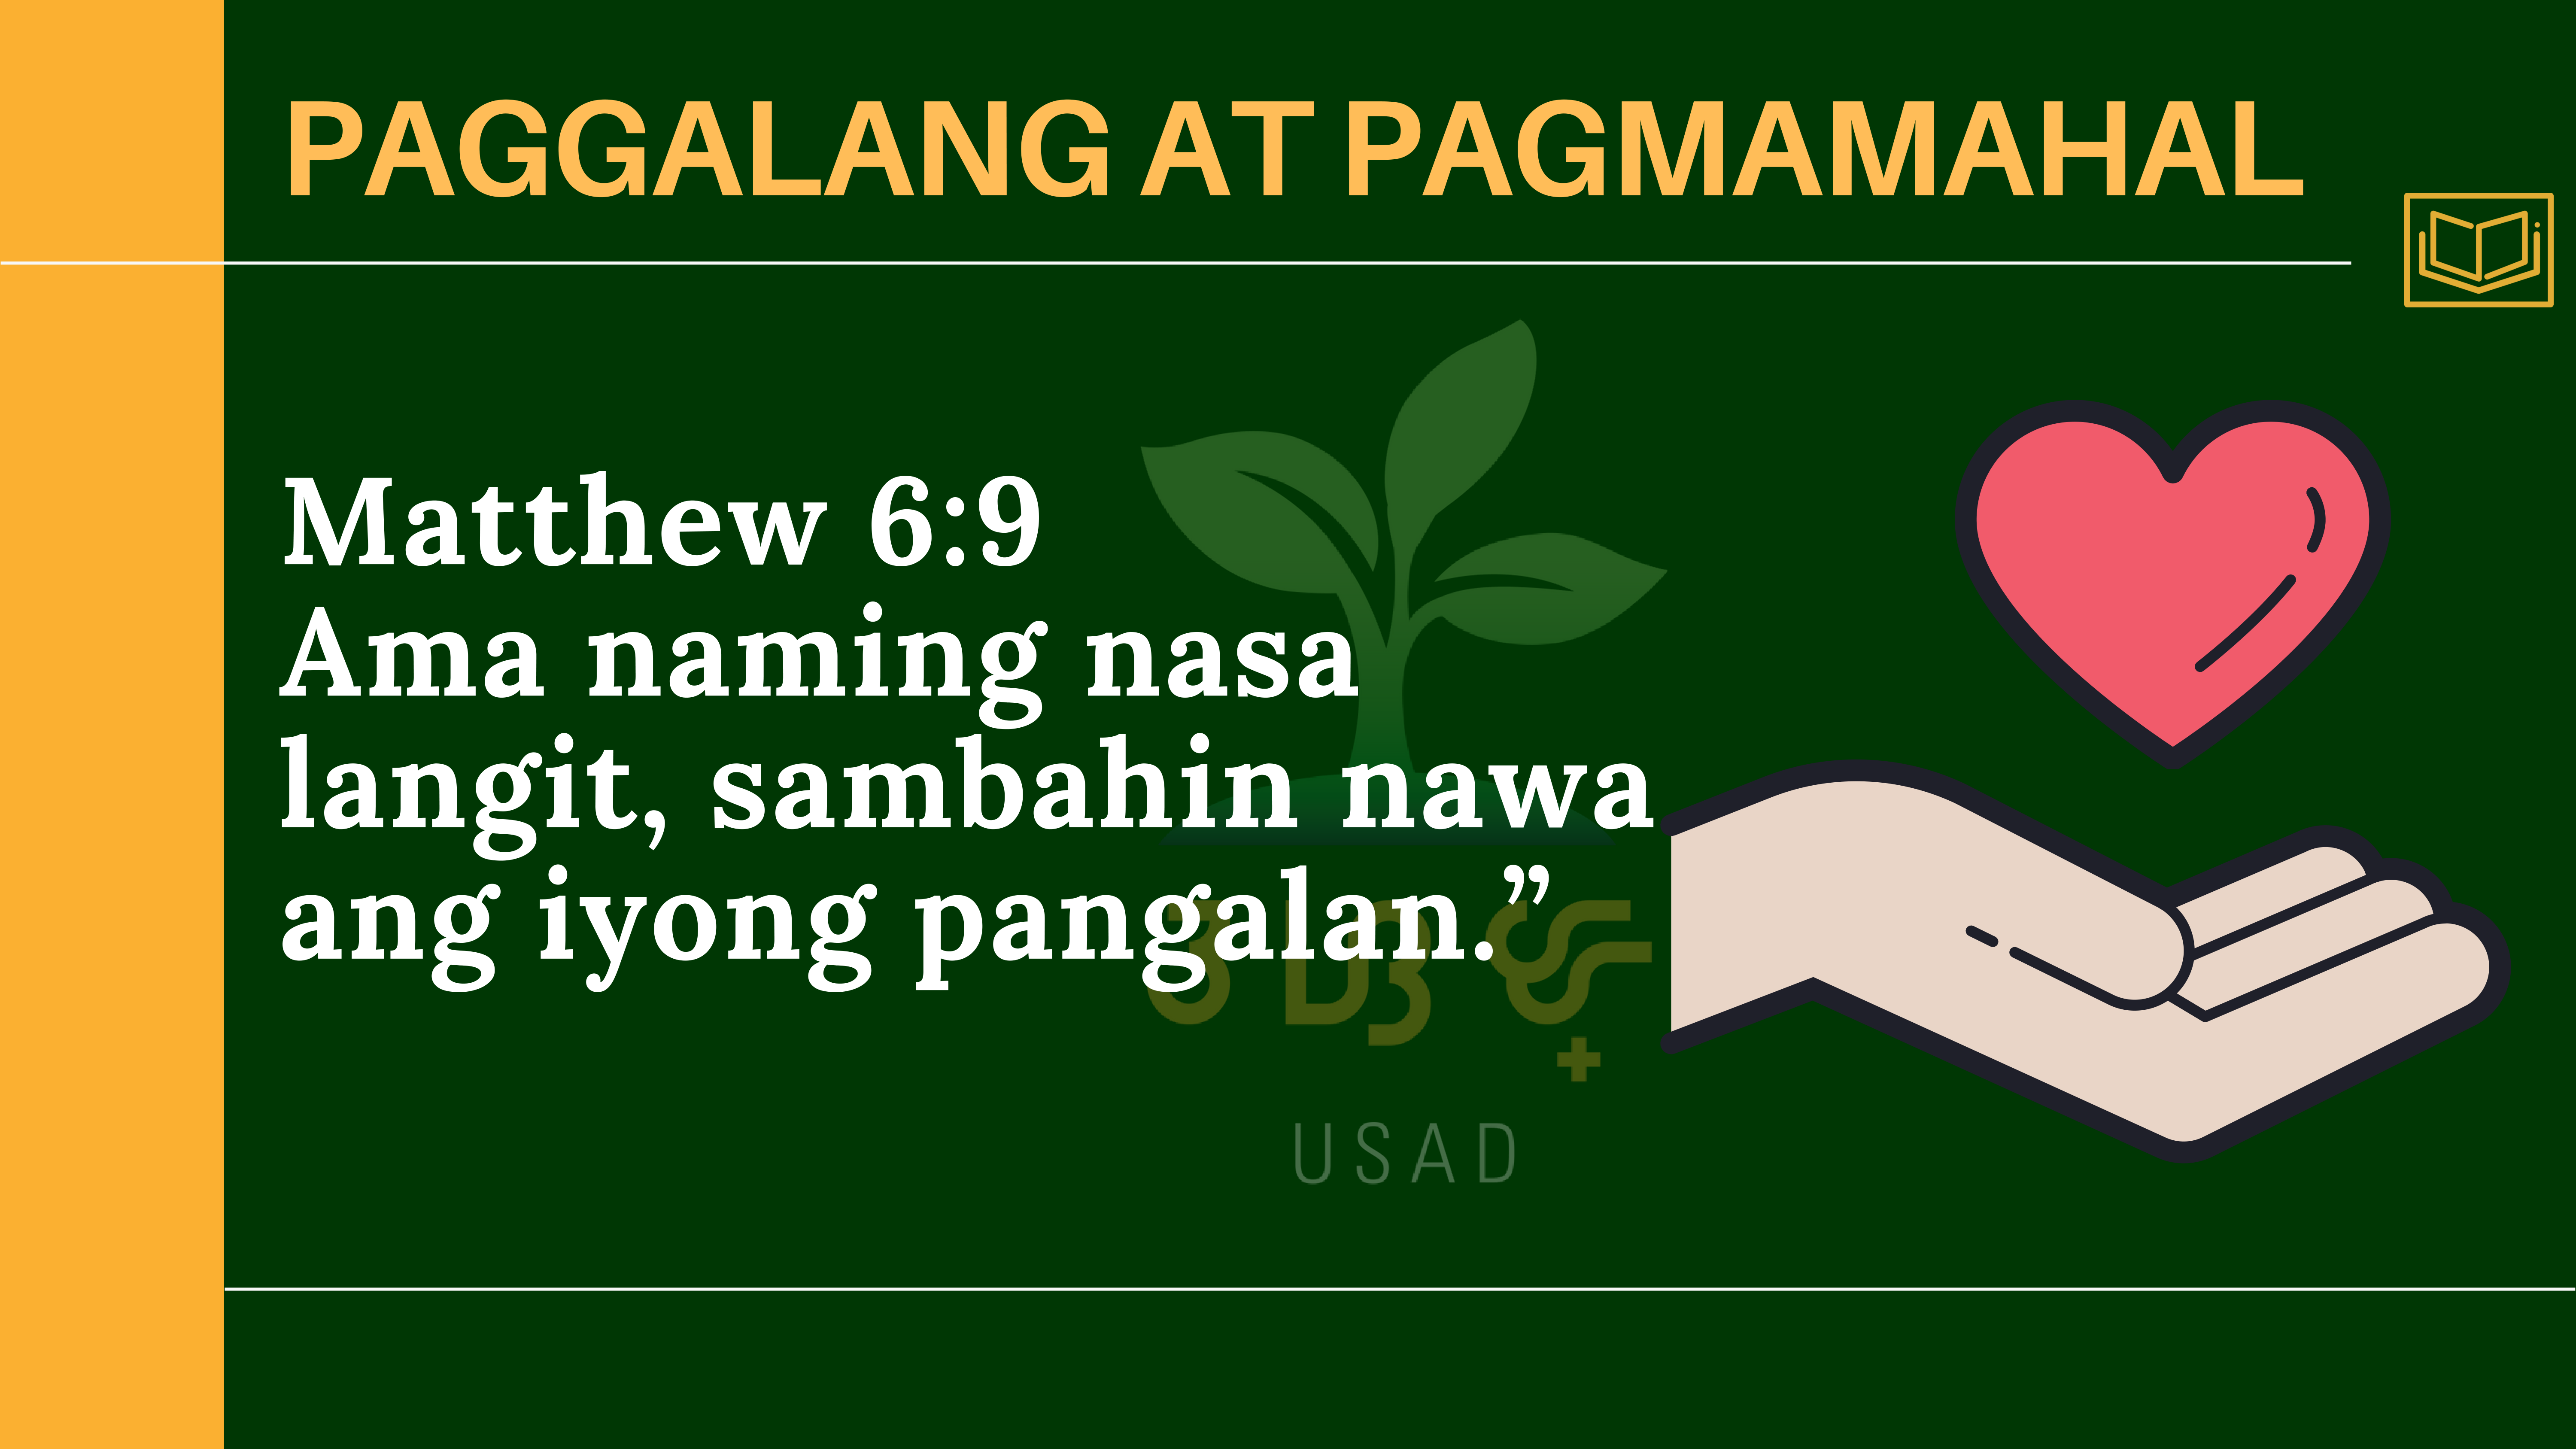 PAGGALANG AT PAGMAMAHAL
Matthew 6:9
Ama naming nasa
langit, sambahin nawa
ang iyong pangalan.”
USAD